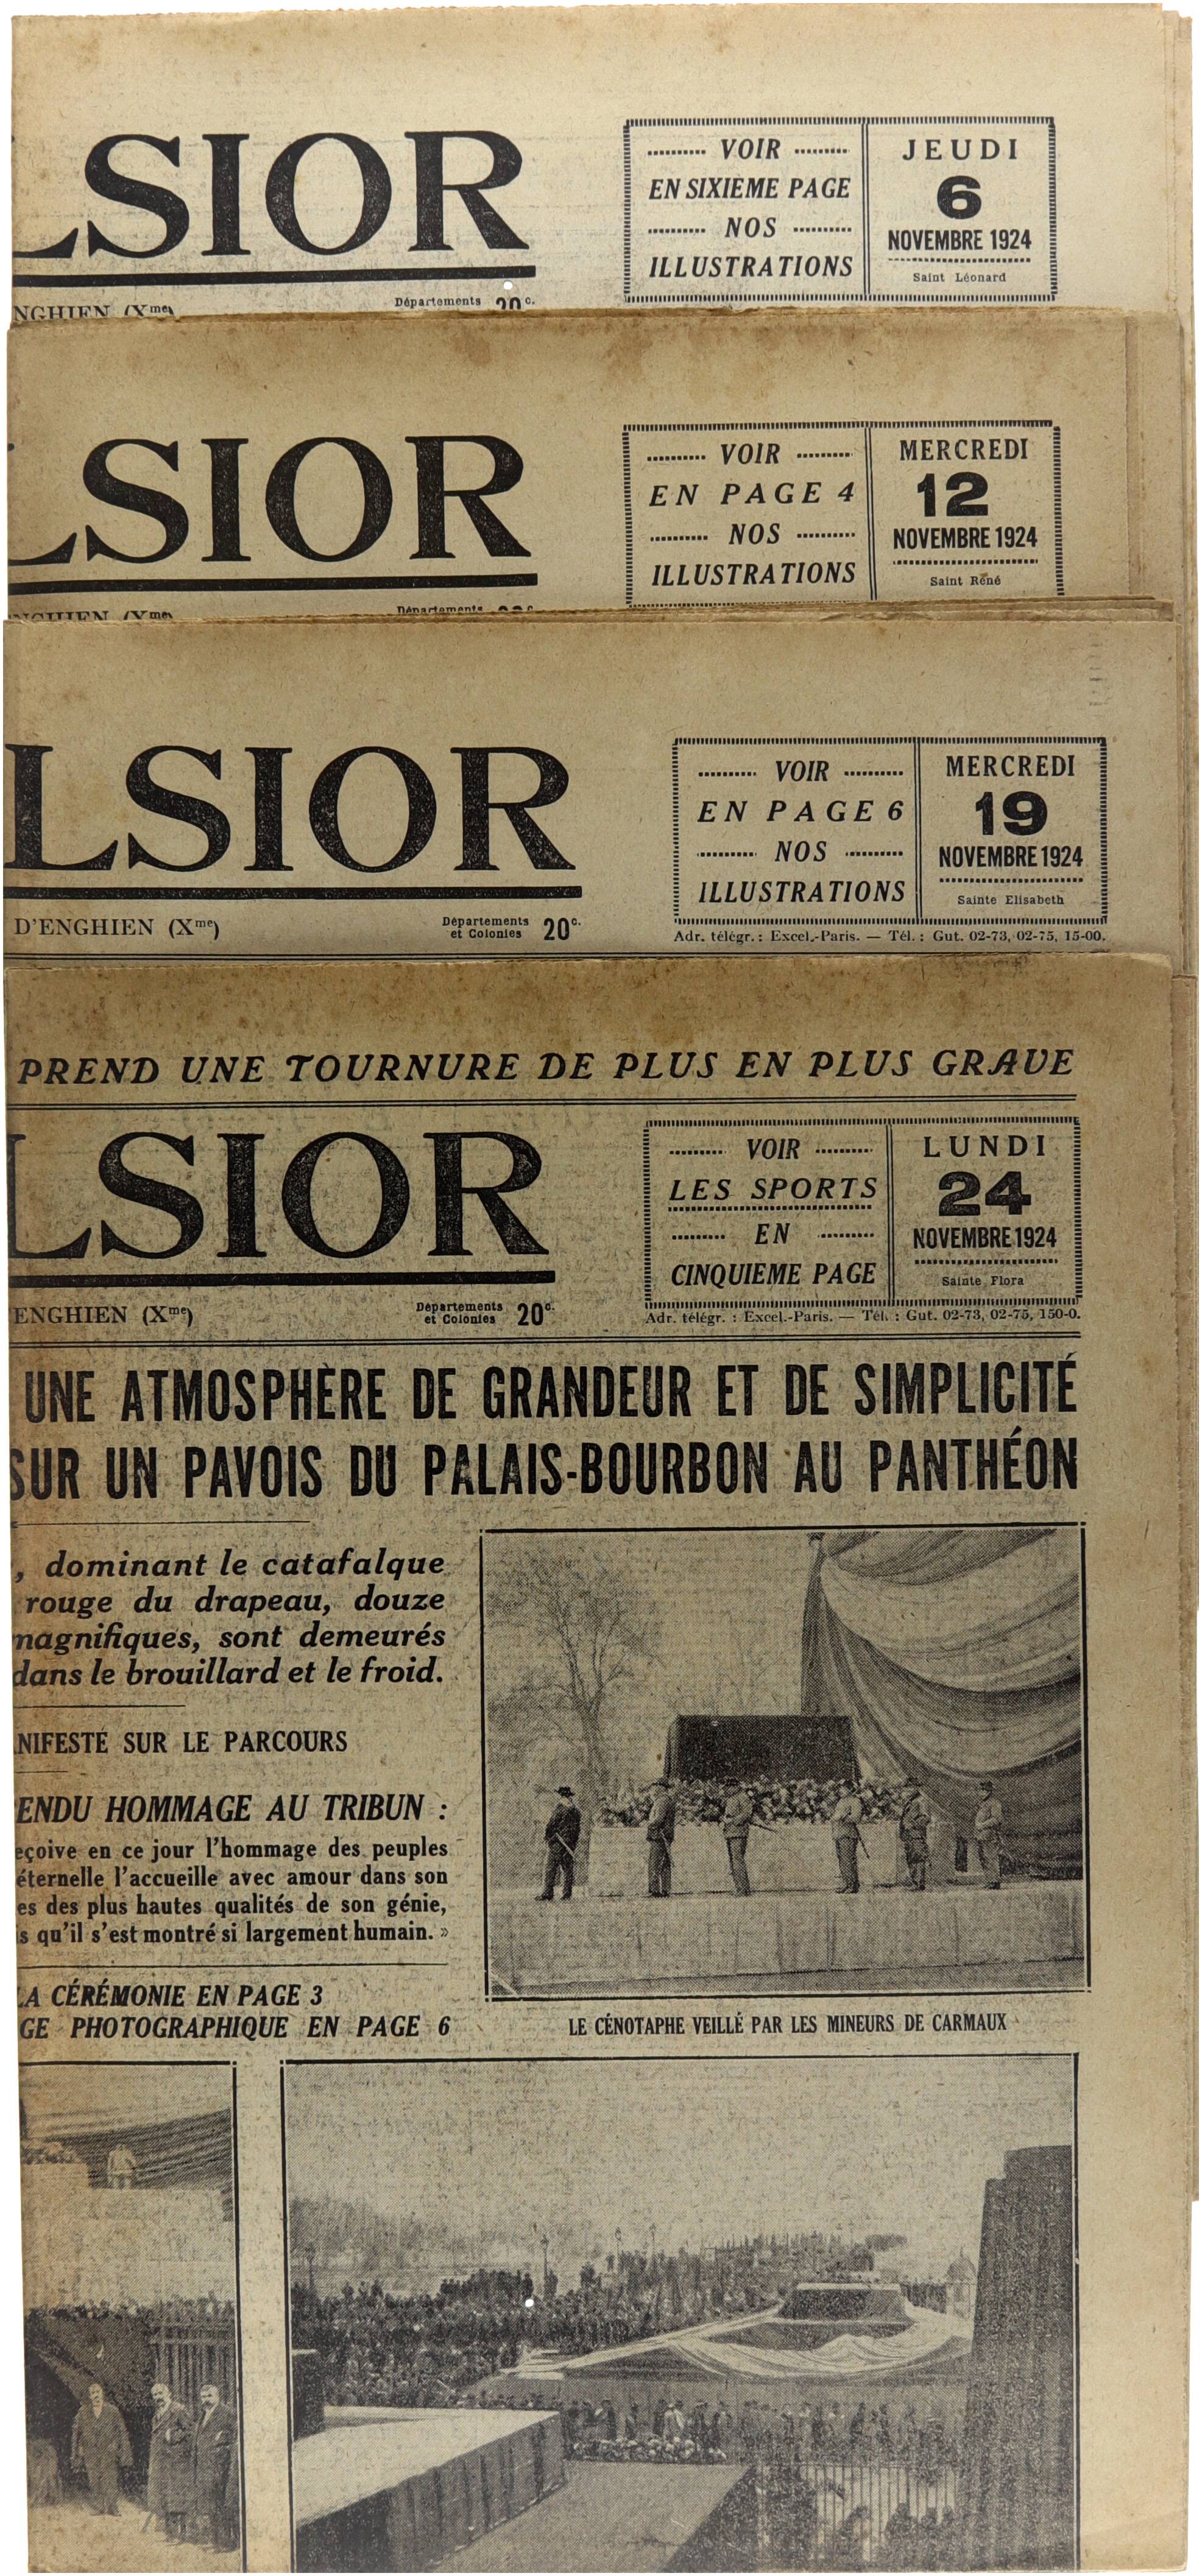 LSIOR
VOIR
EN SIXIEME PAGE
NOS
ILLUSTRATIONS
JEUDI
6
NOVEMBRE 1924
Saint Léonard
NGHIEN (Xme)
Départements 20 c.
LSIOR
VOIR
EN PAGE 4
NOS
ILLUSTRATIONS
MERCREDI
12
NOVEMBRE 1924
Saint Réné
NGHIEN (Xme)
Départements
LSIOR
VOIR
EN PAGE 6
NOS
ILLUSTRATIONS
MERCREDI
19
NOVEMBRE 1924
Sainte Elisabeth
D'ENGHIEN (Xme)
Départements
et Colonies 20c.
Adr. télégr. : Excel.-Paris. — Tél. : Gut. 02-73, 02-75, 15-00.
PREND UNE TOURNURE DE PLUS EN PLUS GRAVE
LSIOR
VOIR
LES SPORTS
EN
CINQUIEME PAGE
LUNDI
24
NOVEMBRE 1924
Sainte Flora
ENGHIEN (Xme)
Départements
et Colonies 20c.
Adr. télégr. : Excel.-Paris. — Tél. : Gut. 02-73, 02-75, 150-0.
UNE ATMOSPHÈRE DE GRANDEUR ET DE SIMPLICITÉ
SUR UN PAVOIS DU PALAIS-BOURBON AU PANTHÉON
, dominant le catafalque
rouge du drapeau, douze
magnifiques, sont demeurés
dans le brouillard et le froid.
NIFESTÉ SUR LE PARCOURS
ENDU HOMMAGE AU TRIBUN :
eçoive en ce jour l'hommage des peuples
éternelle l'accueille avec amour dans son
es des plus hautes qualités de son génie,
s qu'il s'est montré si largement humain. »
LA CÉRÉMONIE EN PAGE 3
GE PHOTOGRAPHIQUE EN PAGE 6
LE CÉNOTAPHE VEILLÉ PAR LES MINEURS DE CARMAUX